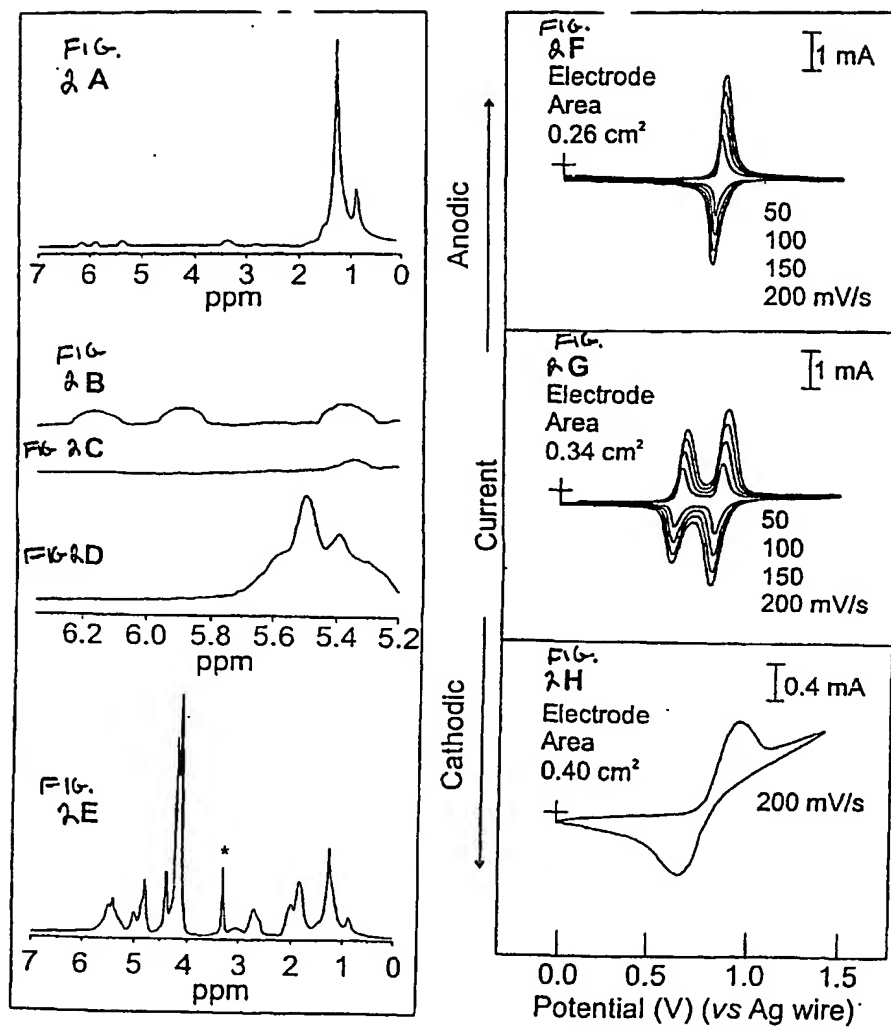 FIG.
2A
7 6 5 4 3 2 1 0
ppm
FIG
2B
FIG 2C
FIG 2D
6.2 6.0 5.8 5.6 5.4 5.2
ppm
FIG.
2E
*
7 6 5 4 3 2 1 0
ppm
Anodic
Current
Cathodic
FIG.
2F
Electrode
Area
0.26 cm²
1 mA
50
100
150
200 mV/s
FIG.
2G
Electrode
Area
0.34 cm²
1 mA
50
100
150
200 mV/s
FIG.
2H
Electrode
Area
0.40 cm²
0.4 mA
200 mV/s
0.0 0.5 1.0 1.5
Potential (V) (vs Ag wire)